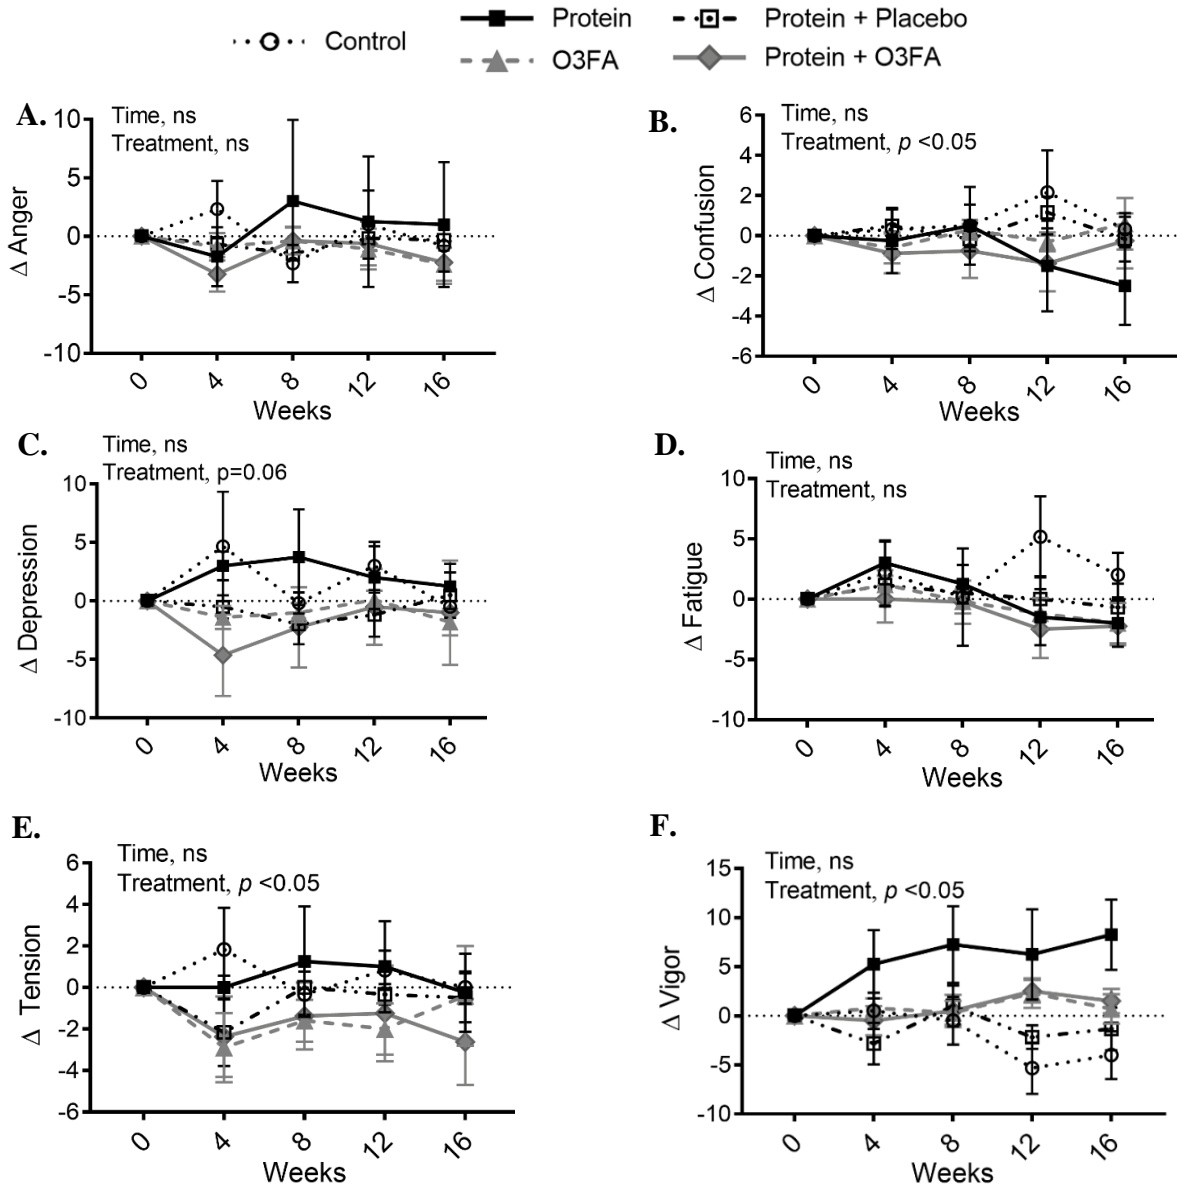 Control
Protein
O3FA
Protein + Placebo
Protein + O3FA
A.
Time, ns
Treatment, ns
Δ Anger
10
5
0
-5
-10
0 4 8 12 16
Weeks
B.
Time, ns
Treatment, p <0.05
Δ Confusion
6
4
2
0
-2
-4
-6
0 4 8 12 16
Weeks
C.
Time, ns
Treatment, p=0.06
Δ Depression
10
5
0
-5
-10
0 4 8 12 16
Weeks
D.
Time, ns
Treatment, ns
Δ Fatigue
10
5
0
-5
-10
0 4 8 12 16
Weeks
E.
Time, ns
Treatment, p <0.05
Δ Tension
6
4
2
0
-2
-4
-6
0 4 8 12 16
Weeks
F.
Time, ns
Treatment, p <0.05
Δ Vigor
15
10
5
0
-5
-10
0 4 8 12 16
Weeks